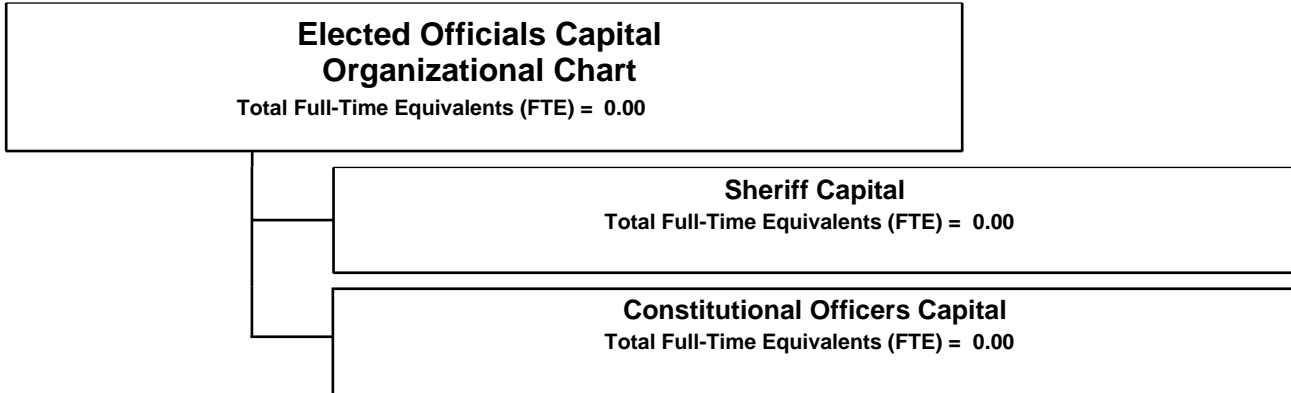 Elected Officials Capital
Organizational Chart
Total Full-Time Equivalents (FTE) = 0.00
Sheriff Capital
Total Full-Time Equivalents (FTE) = 0.00
Constitutional Officers Capital
Total Full-Time Equivalents (FTE) = 0.00